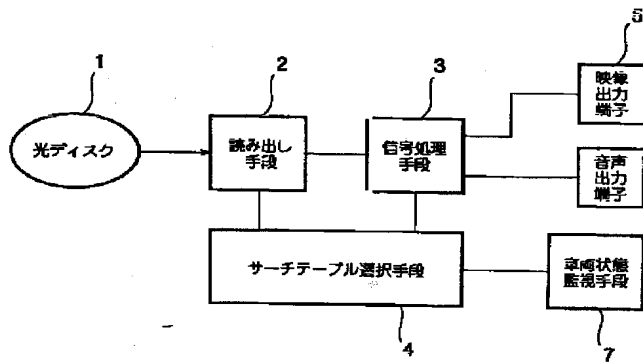 1
光ディスク
2
読み出し
手段
3
信号処理
手段
5
映像
出力
端子
音声
出力
端子
サーチテーブル選択手段
4
車両状態
監視手段
7